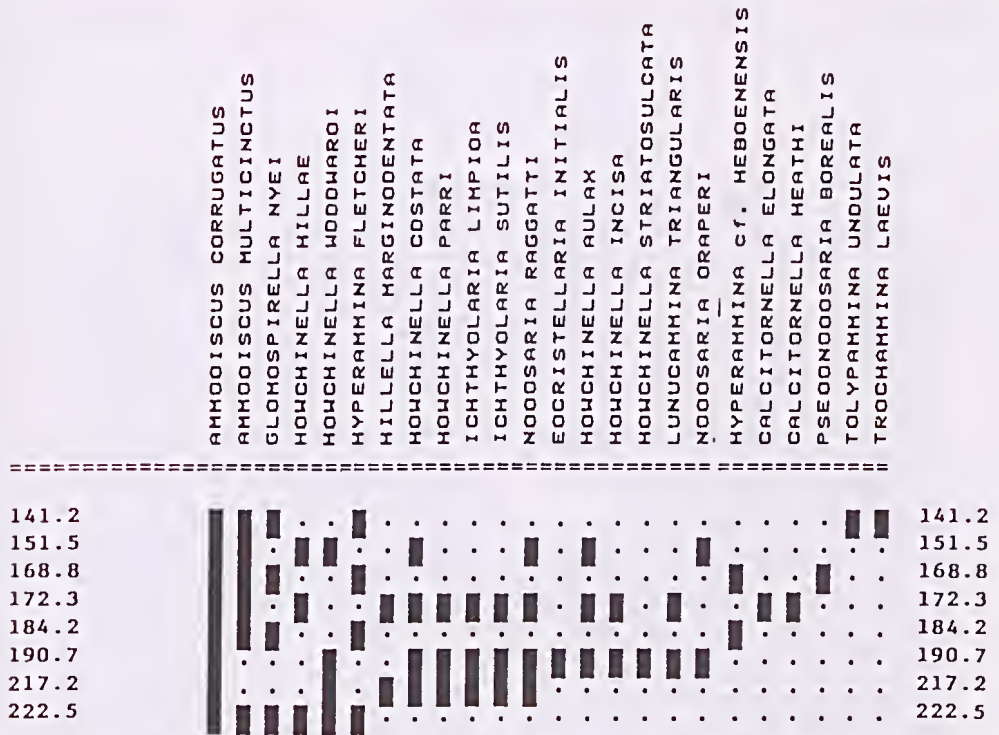 AMMODISCUS CORRUGATUS
AMMODISCUS MULTICINCTUS
GLOMOSPIRELLA NYEI
HOWCHINELLA HILLAE
HOWCHINELLA WOODWARDI
HYPERAMMINA FLETCHERI
HILLELLA MARGINODENTATA
HOWCHINELLA COSTATA
HOWCHINELLA PARRI
ICHTHYOLARIA LIMPIDA
ICHTHYOLARIA SUTILIS
NODOSARIA RAGGATTI
EOCRISTELLARIA INITIALIS
HOWCHINELLA AULAX
HOWCHINELLA INCISA
HOWCHINELLA STRIATOSULCATA
LUNUCAMMINA TRIANGULARIS
NODOSARIA DRAPERI
HYPERAMMINA cf. HEBDENENSIS
CALCITORNELLA ELONGATA
CALCITORNELLA HEATHI
PSEODNODOSARIA BOREALIS
TOLYPAMMINA UNDULATA
TROCHAMMINA LAEVIS
141.2 141.2
151.5 151.5
168.8 168.8
172.3 172.3
184.2 184.2
190.7 190.7
217.2 217.2
222.5 222.5